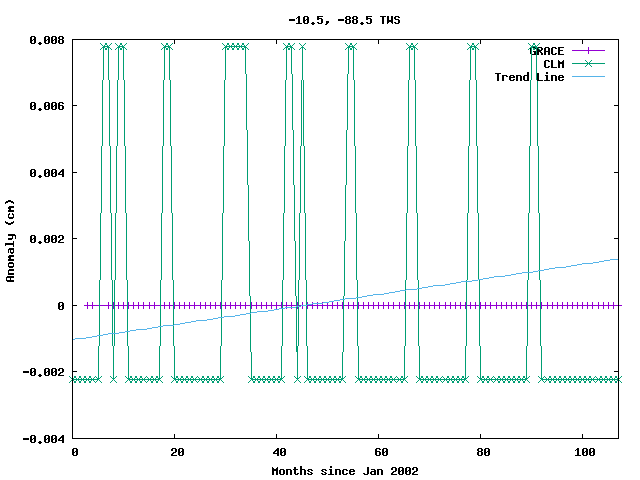 -10.5, -88.5 TWS
0.008
GRACE
CLM
Trend Line
0.006
0.004
0.002
0
-0.002
-0.004
Anomaly (cm)
0 20 40 60 80 100
Months since Jan 2002